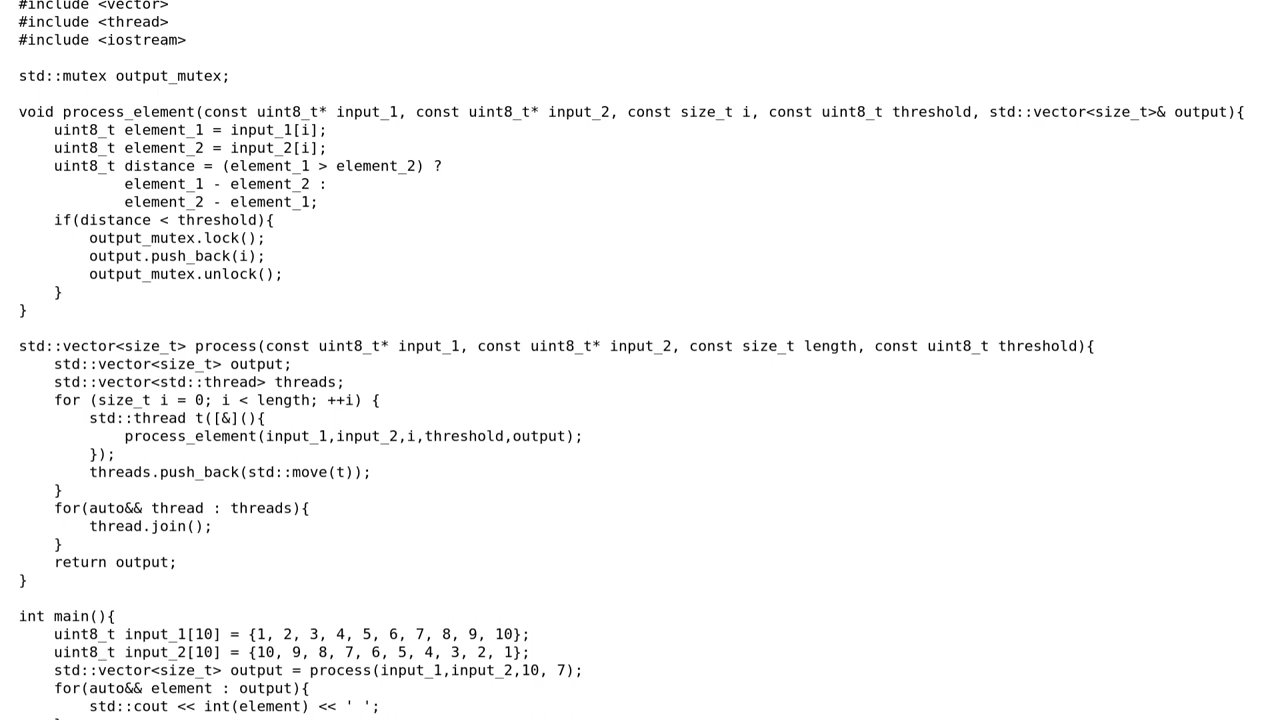 #include <vector>
#include <thread>
#include <iostream>

std::mutex output_mutex;

void process_element(const uint8_t* input_1, const uint8_t* input_2, const size_t i, const uint8_t threshold, std::vector<size_t>& output){
    uint8_t element_1 = input_1[i];
    uint8_t element_2 = input_2[i];
    uint8_t distance = (element_1 > element_2) ?
            element_1 - element_2 :
            element_2 - element_1;
    if(distance < threshold){
        output_mutex.lock();
        output.push_back(i);
        output_mutex.unlock();
    }
}

std::vector<size_t> process(const uint8_t* input_1, const uint8_t* input_2, const size_t length, const uint8_t threshold){
    std::vector<size_t> output;
    std::vector<std::thread> threads;
    for (size_t i = 0; i < length; ++i) {
        std::thread t([&](){
            process_element(input_1,input_2,i,threshold,output);
        });
        threads.push_back(std::move(t));
    }
    for(auto&& thread : threads){
        thread.join();
    }
    return output;
}

int main(){
    uint8_t input_1[10] = {1, 2, 3, 4, 5, 6, 7, 8, 9, 10};
    uint8_t input_2[10] = {10, 9, 8, 7, 6, 5, 4, 3, 2, 1};
    std::vector<size_t> output = process(input_1,input_2,10, 7);
    for(auto&& element : output){
        std::cout << int(element) << ' ';